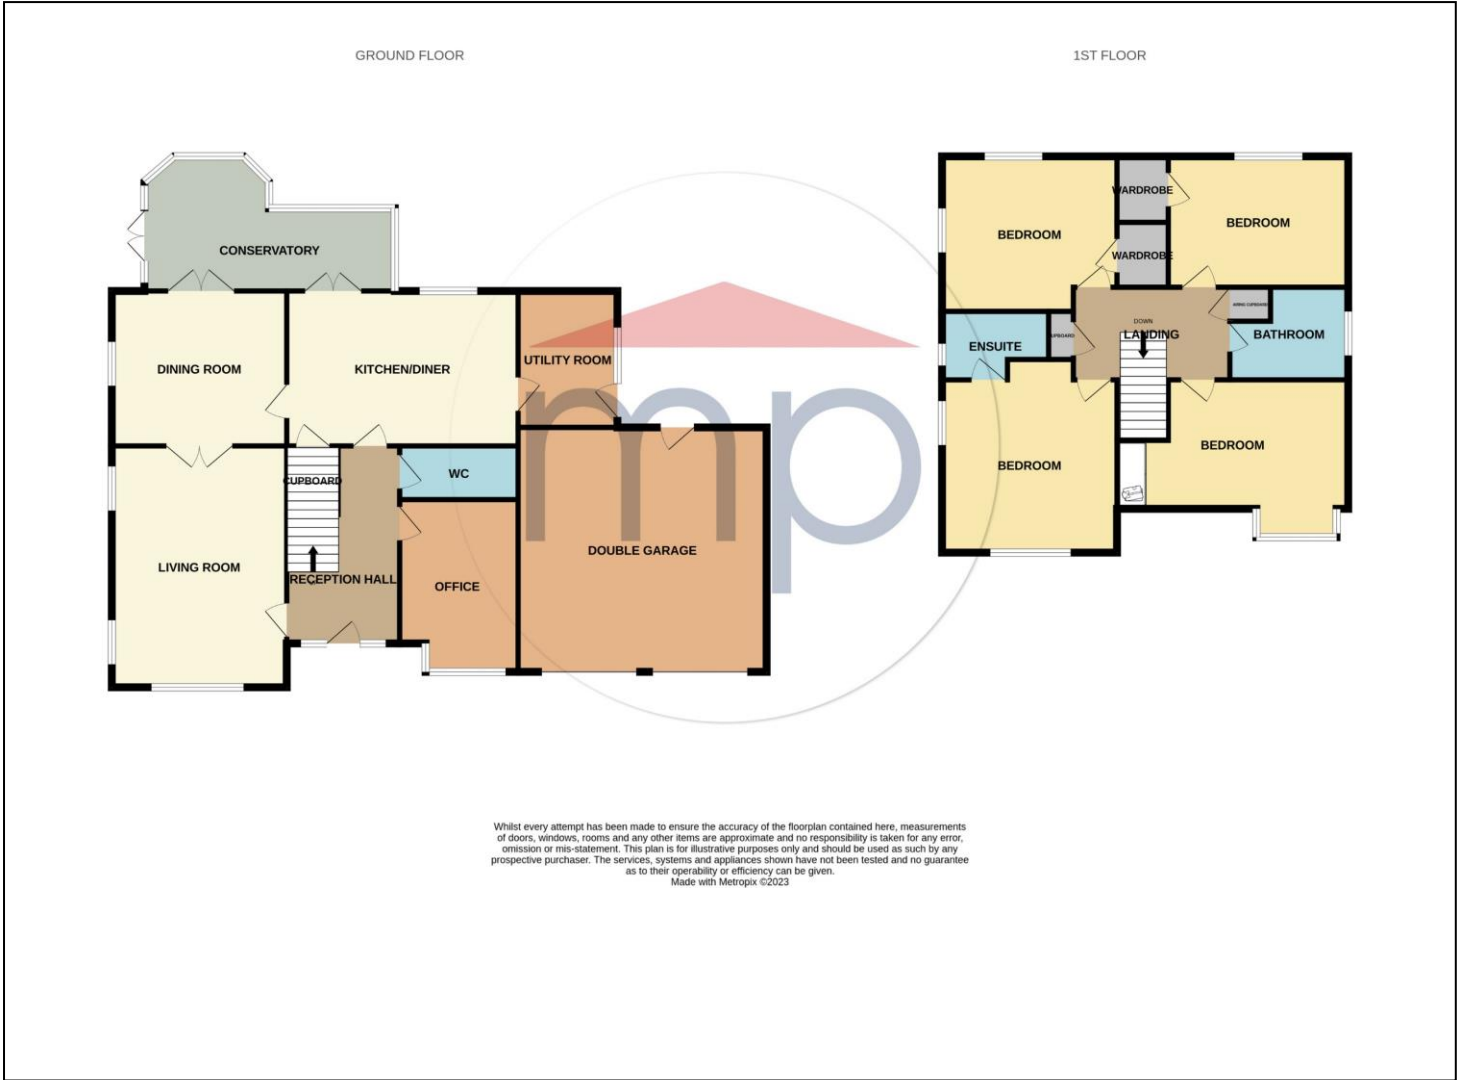 GROUND FLOOR
1ST FLOOR
CONSERVATORY
DINING ROOM
KITCHEN/DINER
UTILITY ROOM
CUPBOARD
WC
LIVING ROOM
RECEPTION HALL
OFFICE
DOUBLE GARAGE
mp
WARDROBE
BEDROOM
BEDROOM
WARDROBE
AIRING CUPBOARD
DOWN
LANDING
BATHROOM
ENSUITE
CUPBOARD
BEDROOM
BEDROOM
Whilst every attempt has been made to ensure the accuracy of the floorplan contained here, measurements
of doors, windows, rooms and any other items are approximate and no responsibility is taken for any error,
omission or mis-statement. This plan is for illustrative purposes only and should be used as such by any
prospective purchaser. The services, systems and appliances shown have not been tested and no guarantee
as to their operability or efficiency can be given.
Made with Metropix ©2023